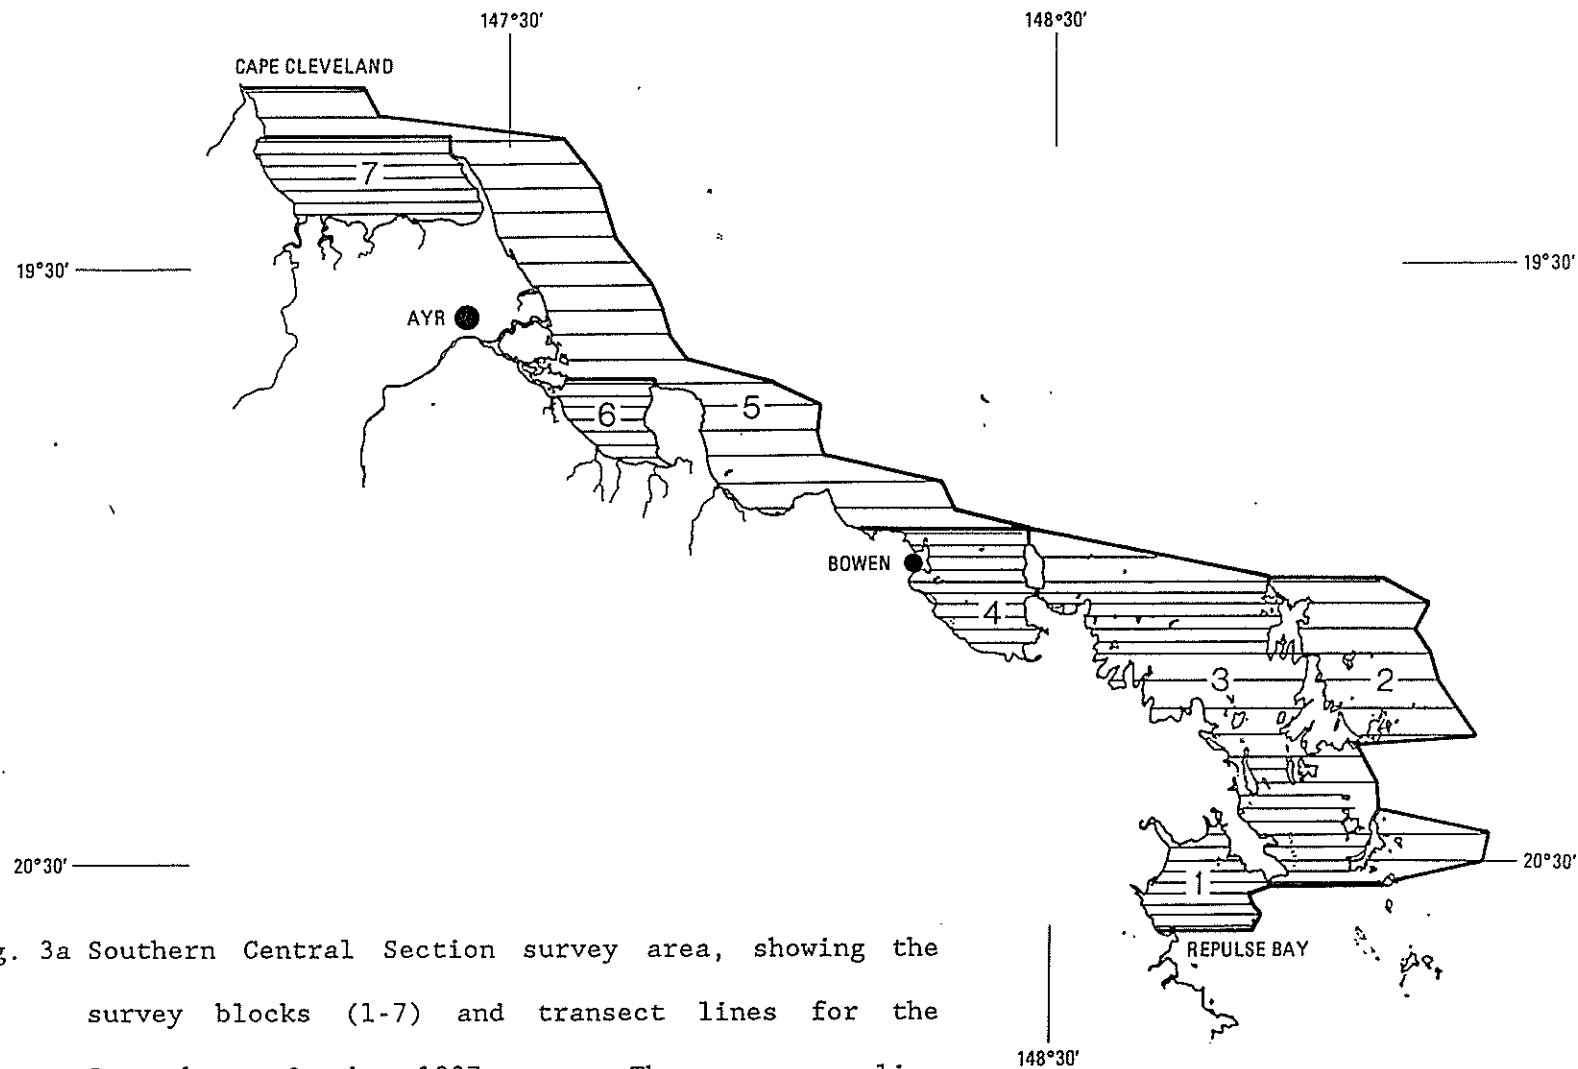 147°30′
148°30′
CAPE CLEVELAND
7
19°30′
19°30′
AYR
6
5
BOWEN
4
3
2
20°30′
20°30′
1
REPULSE BAY
148°30′
g. 3a Southern Central Section survey area, showing the
survey blocks (1-7) and transect lines for the